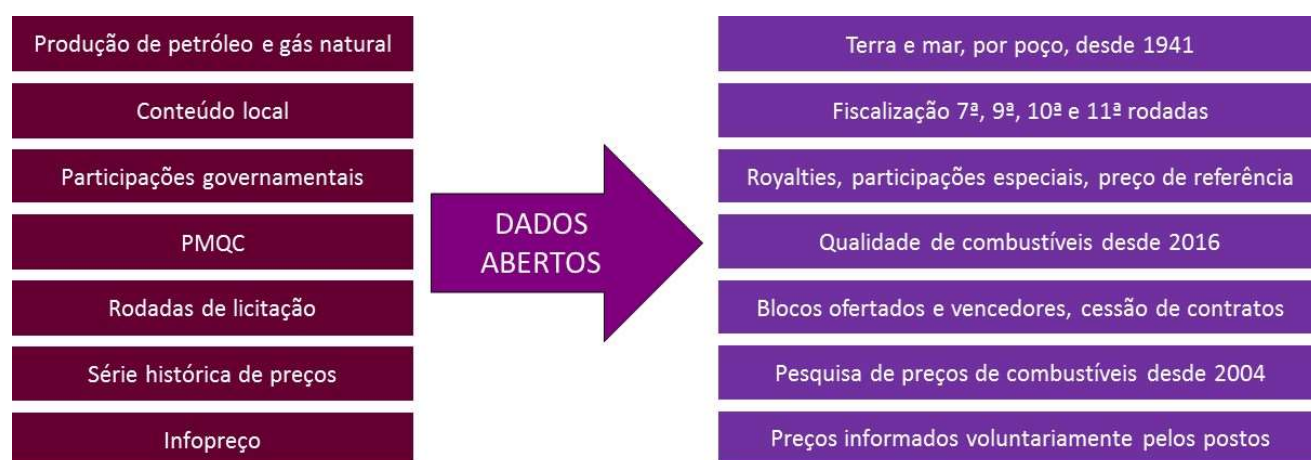 Produção de petróleo e gás natural
Conteúdo local
Participações governamentais
PMQC
Rodadas de licitação
Série histórica de preços
Infopreço
DADOS
ABERTOS
Terra e mar, por poço, desde 1941
Fiscalização 7ª, 9ª, 10ª e 11ª rodadas
Royalties, participações especiais, preço de referência
Qualidade de combustíveis desde 2016
Blocos ofertados e vencedores, cessão de contratos
Pesquisa de preços de combustíveis desde 2004
Preços informados voluntariamente pelos postos